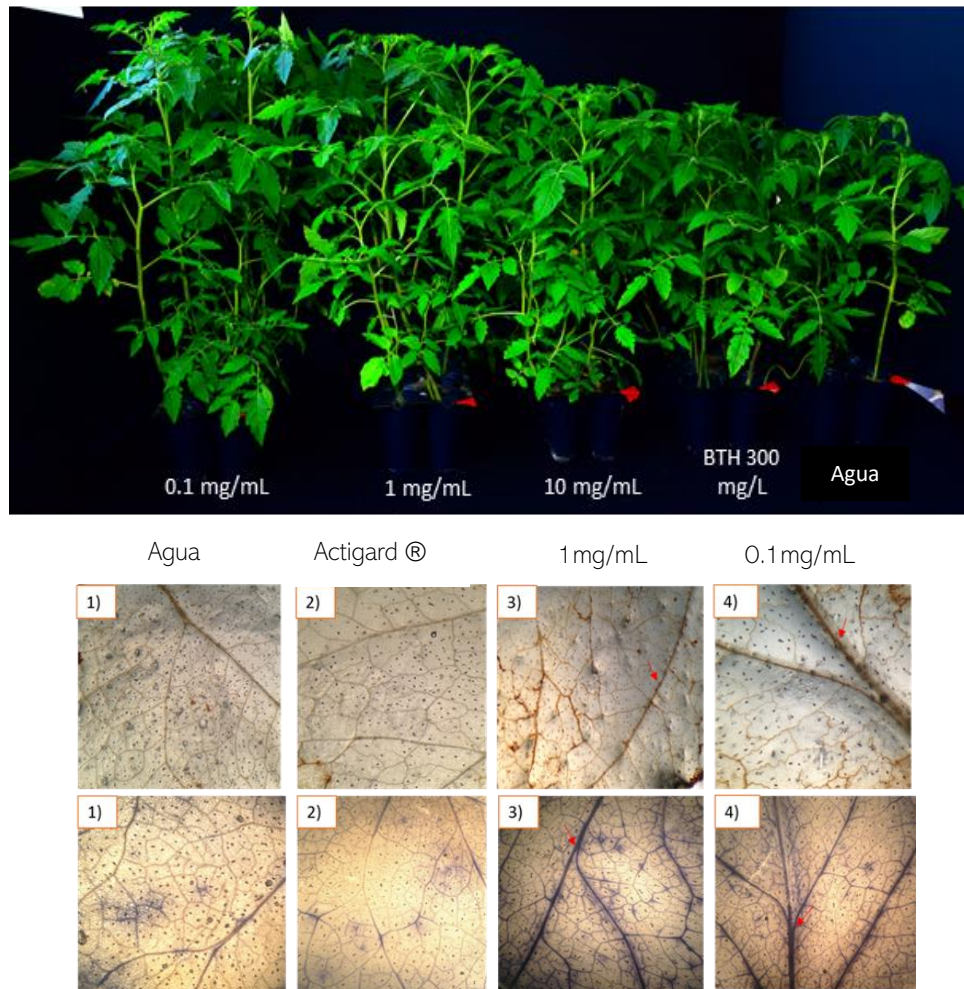 0.1 mg/mL
1 mg/mL
10 mg/mL
BTH 300
mg/L
Agua
Agua
Actigard ®
1mg/mL
0.1mg/mL
1)
2)
3)
4)
1)
2)
3)
4)